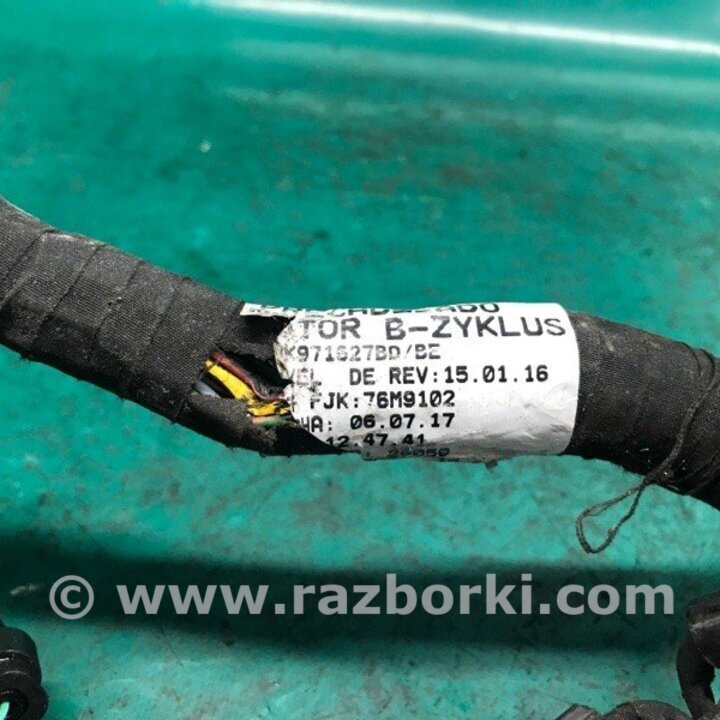 TOR B-ZYKLUS
K971627BD/BE
DE REV:15.01.16
FJK:76M9102
HA: 06.07.17
12.47.41
© www.razborki.com